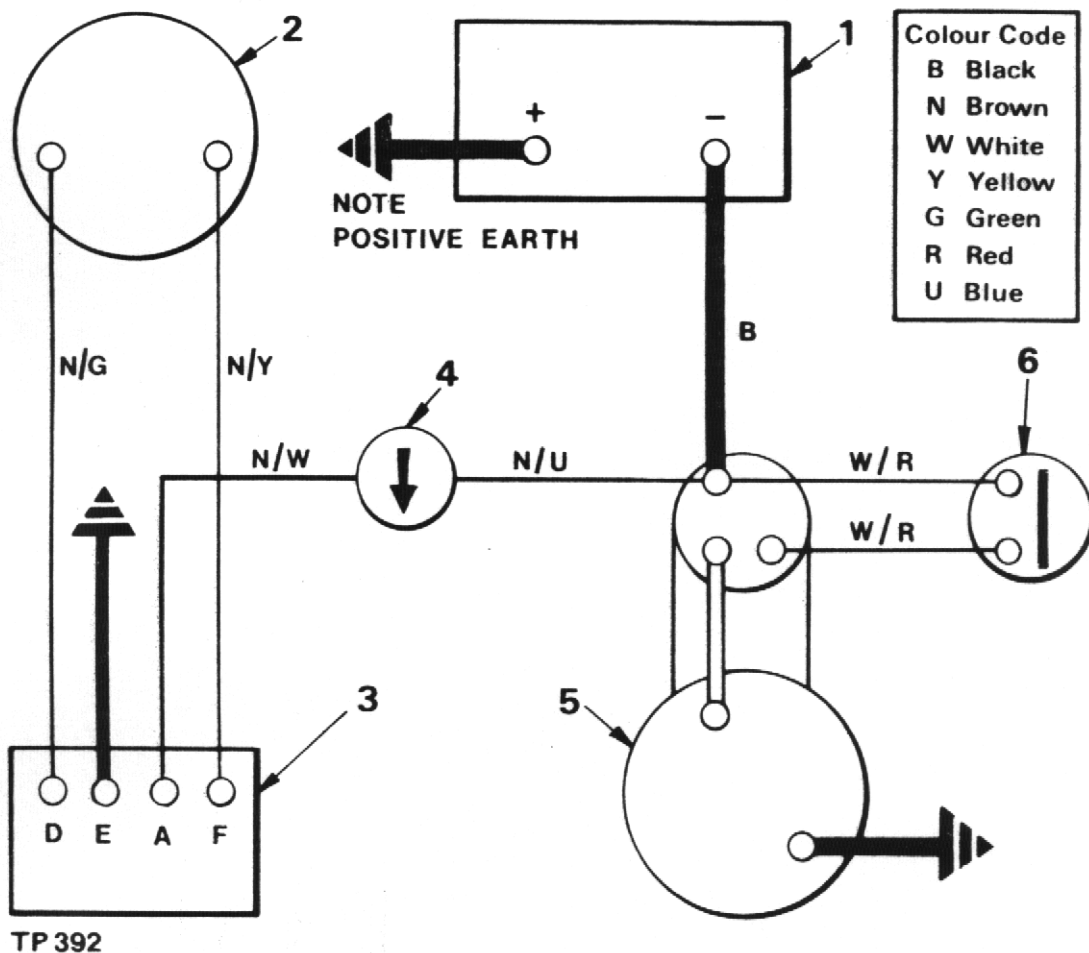 2
1
Colour Code
B Black
N Brown
W White
Y Yellow
G Green
R Red
U Blue
+
−
NOTE
POSITIVE EARTH
B
N/G
N/Y
4
6
N/W
N/U
W/R
W/R
3
5
D E A F
TP 392